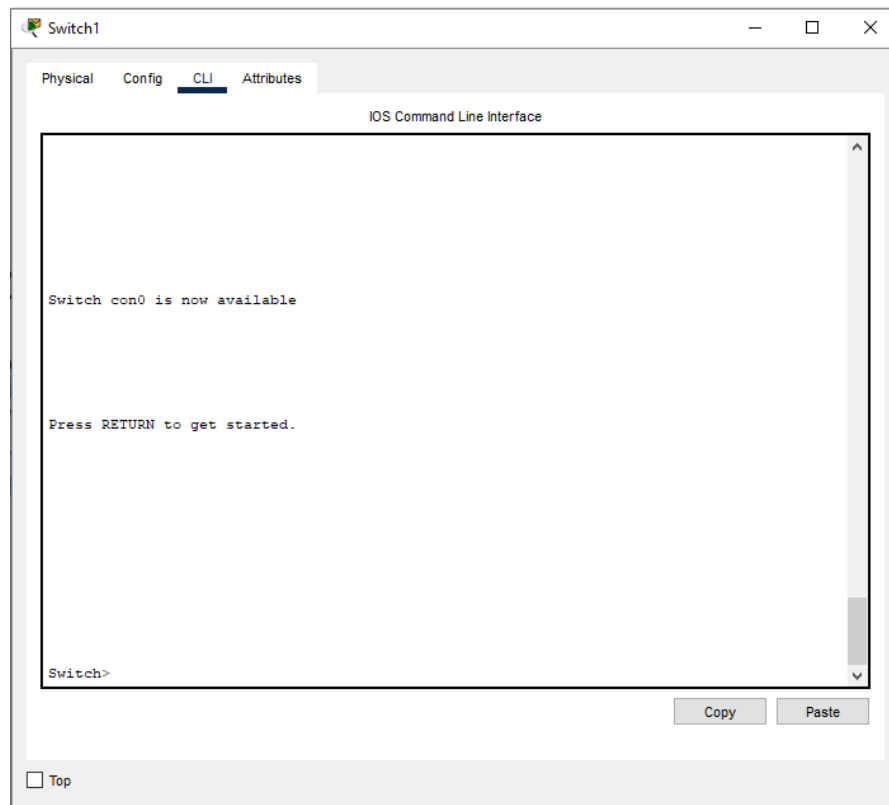 Switch1
Physical Config CLI Attributes
IOS Command Line Interface
Switch con0 is now available
Press RETURN to get started.
Switch>
Copy Paste
Top